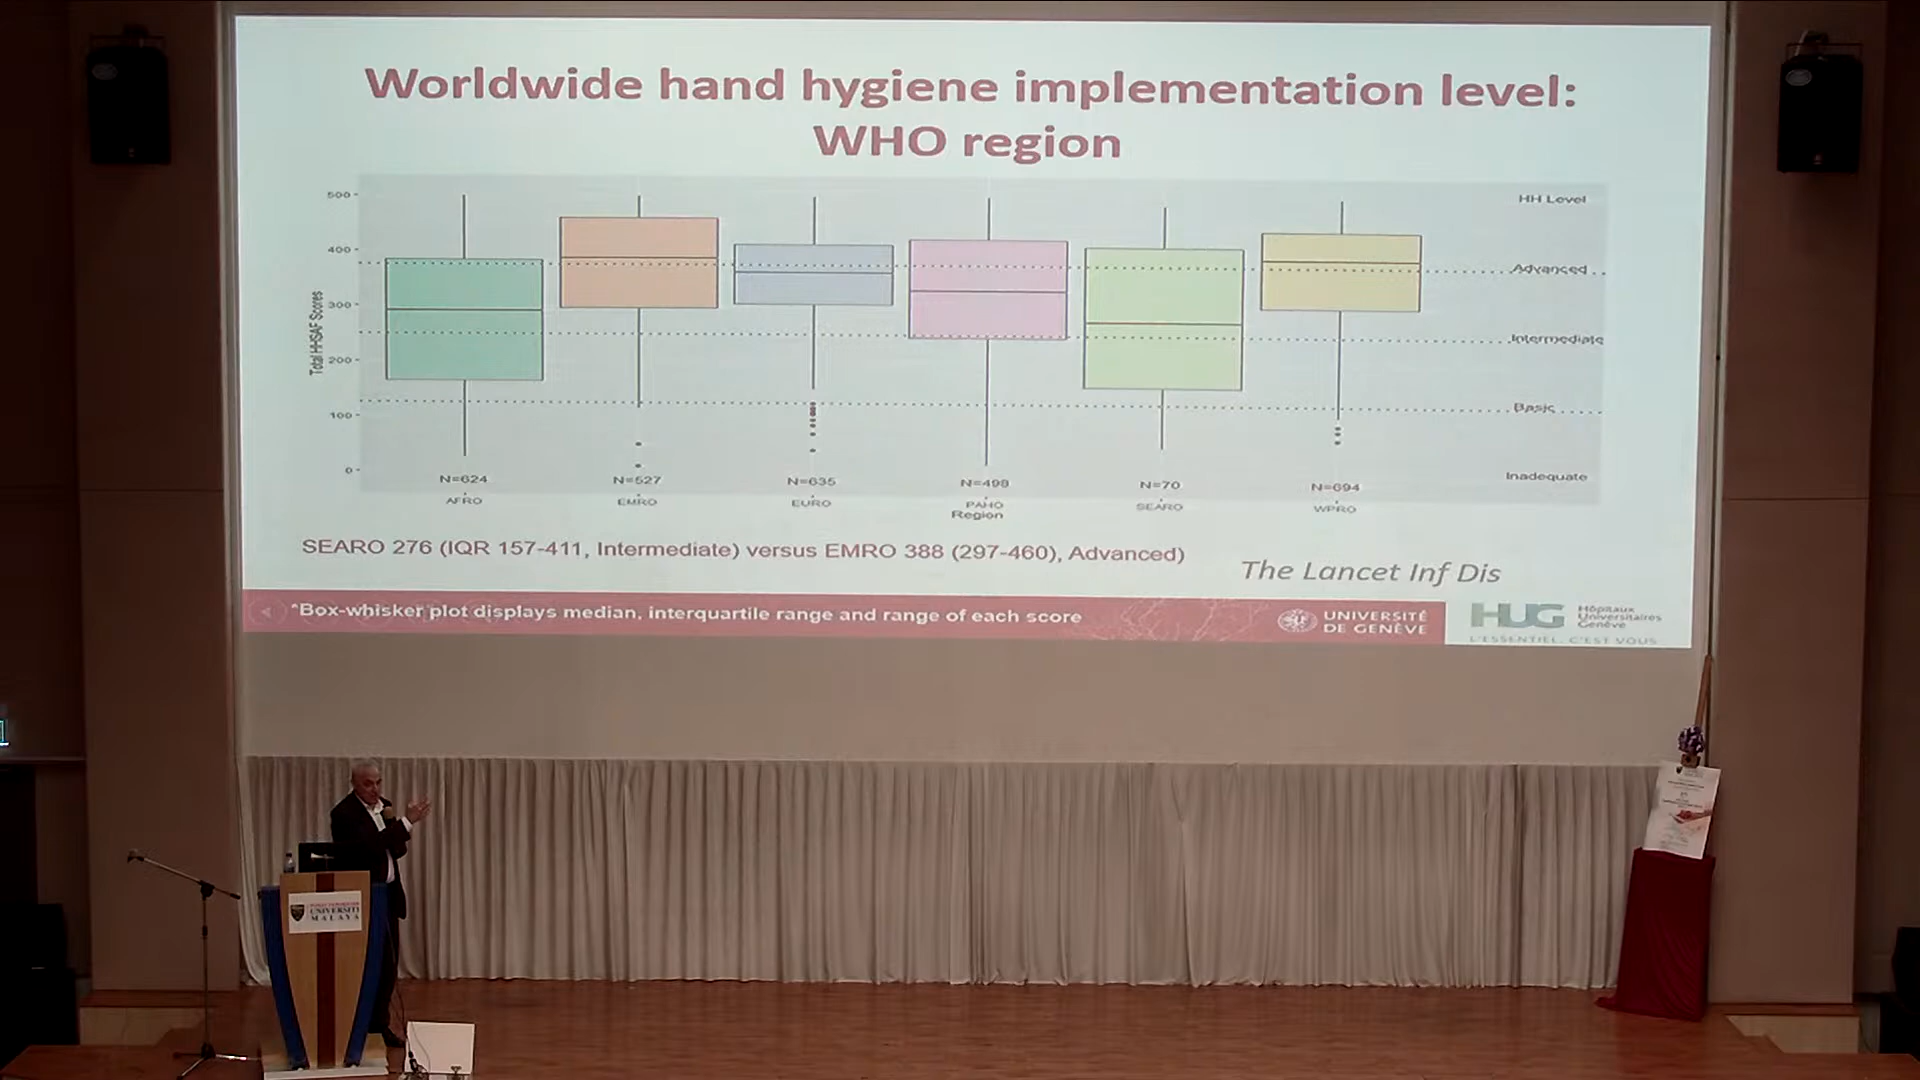 Worldwide hand hygiene implementation level:
WHO region
Total HHSAF Scores
500
400
300
200
100
0
HH Level
Advanced
Intermediate
Basic
Inadequate
N=624
N=527
N=635
N=499
N=70
N=694
AFRO
EMRO
EURO
PAHO
SEARO
WPRO
Region
SEARO 276 (IQR 157-411, Intermediate) versus EMRO 388 (297-460), Advanced)
The Lancet Inf Dis
*Box-whisker plot displays median, interquartile range and range of each score
UNIVERSITÉ
DE GENÈVE
HUG
Hôpitaux
Universitaires
Genève
L'ESSENTIEL, C'EST VOUS
UNIVERSITI
MALAYA